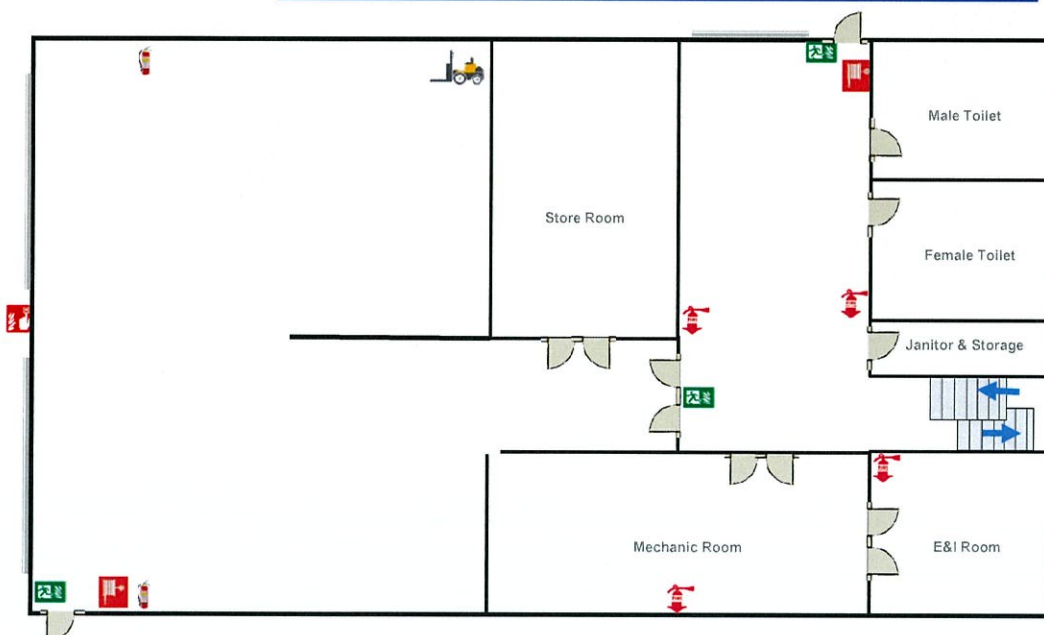 Male Toilet
Store Room
Female Toilet
Janitor & Storage
Mechanic Room
E&I Room